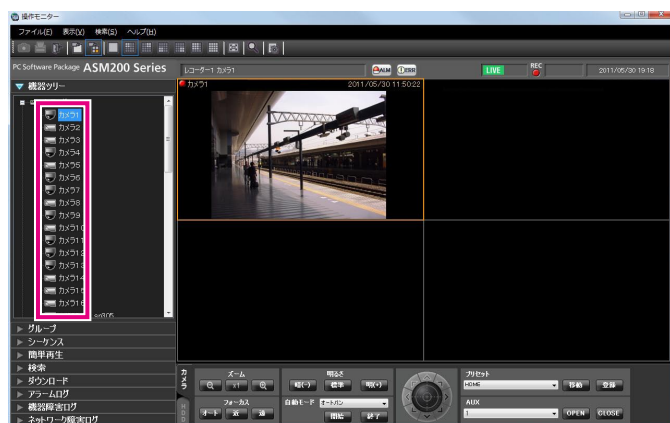 操作モニター
ファイル(F) 表示(V) 検索(S) ヘルプ(H)
PC Software Package ASM200 Series
レコーダー1 カメラ1
ALM
ERR
LIVE
REC
2011/05/30 19:18
▼ 機器ツリー
カメラ1
カメラ2
カメラ3
カメラ4
カメラ5
カメラ6
カメラ7
カメラ8
カメラ9
カメラ10
カメラ11
カメラ12
カメラ13
カメラ14
カメラ15
カメラ16
カメラ1 2011/05/30 11:50:22
グループ
シーケンス
簡単再生
検索
ダウンロード
アラームログ
機器障害ログ
ネットワーク障害ログ
カメラ
ズーム
x1
フォーカス
オート 近 遠
明るさ
暗(-) 標準 明(+)
自動モード オートパン
開始 終了
プリセット
HOME 移動 登録
AUX
1 OPEN CLOSE